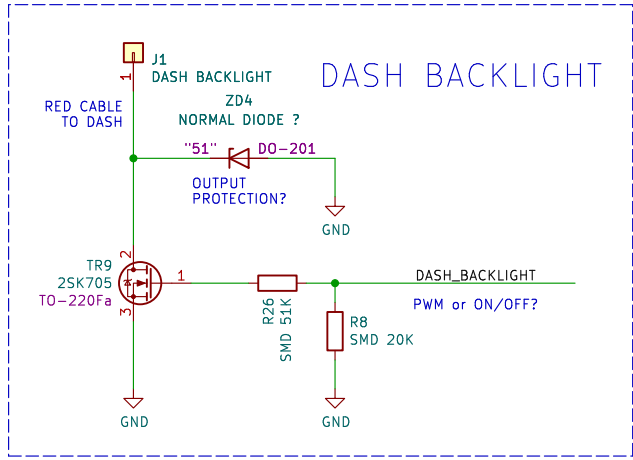 J1
DASH BACKLIGHT
DASH BACKLIGHT
1
RED CABLE
TO DASH
ZD4
NORMAL DIODE ?
"51"
DO-201
OUTPUT
PROTECTION?
GND
2
TR9
2SK705
TO-220Fa
1
3
R26
SMD 51K
DASH_BACKLIGHT
PWM or ON/OFF?
R8
SMD 20K
GND
GND